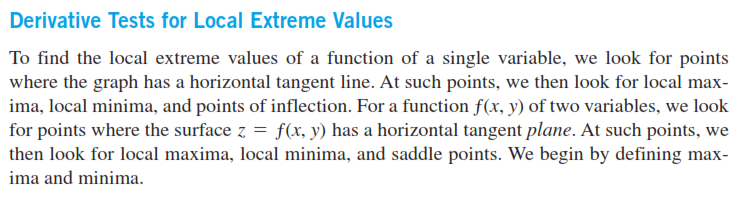 Derivative Tests for Local Extreme Values
To find the local extreme values of a function of a single variable, we look for points
where the graph has a horizontal tangent line. At such points, we then look for local max-
ima, local minima, and points of inflection. For a function f(x, y) of two variables, we look
for points where the surface z = f(x, y) has a horizontal tangent plane. At such points, we
then look for local maxima, local minima, and saddle points. We begin by defining max-
ima and minima.